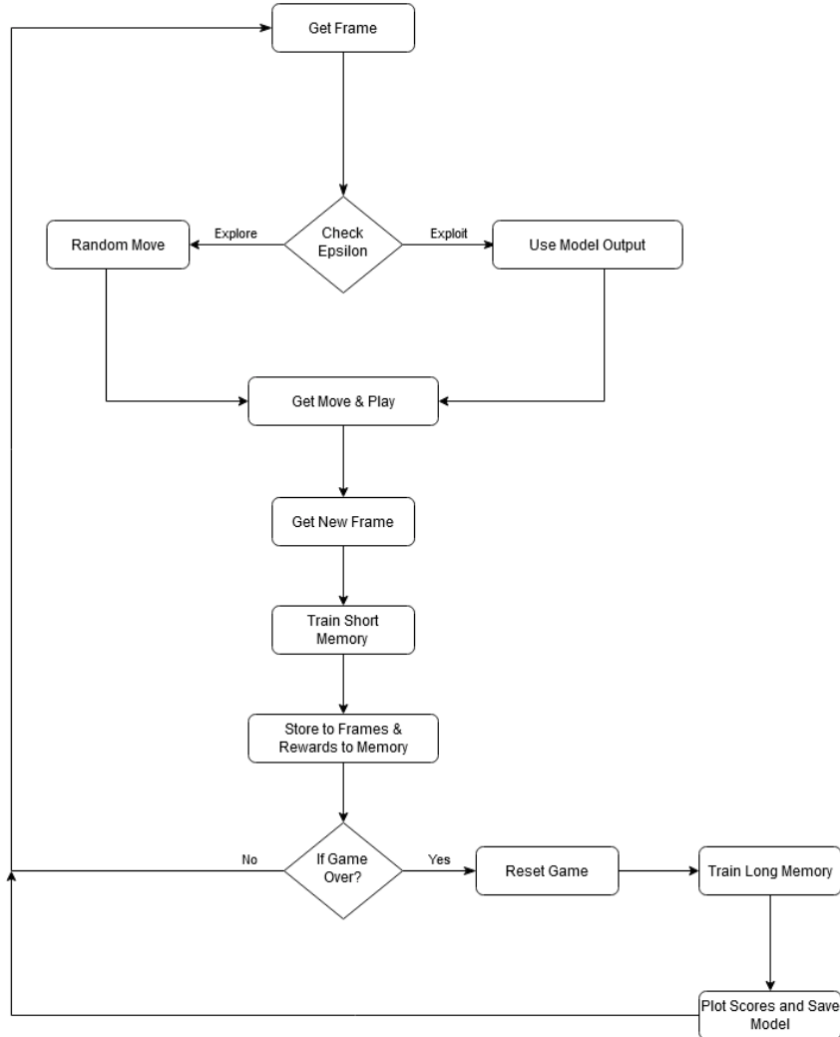 Get Frame
Check
Epsilon
Explore
Exploit
Random Move
Use Model Output
Get Move & Play
Get New Frame
Train Short
Memory
Store to Frames &
Rewards to Memory
If Game
Over?
No
Yes
Reset Game
Train Long Memory
Plot Scores and Save
Model